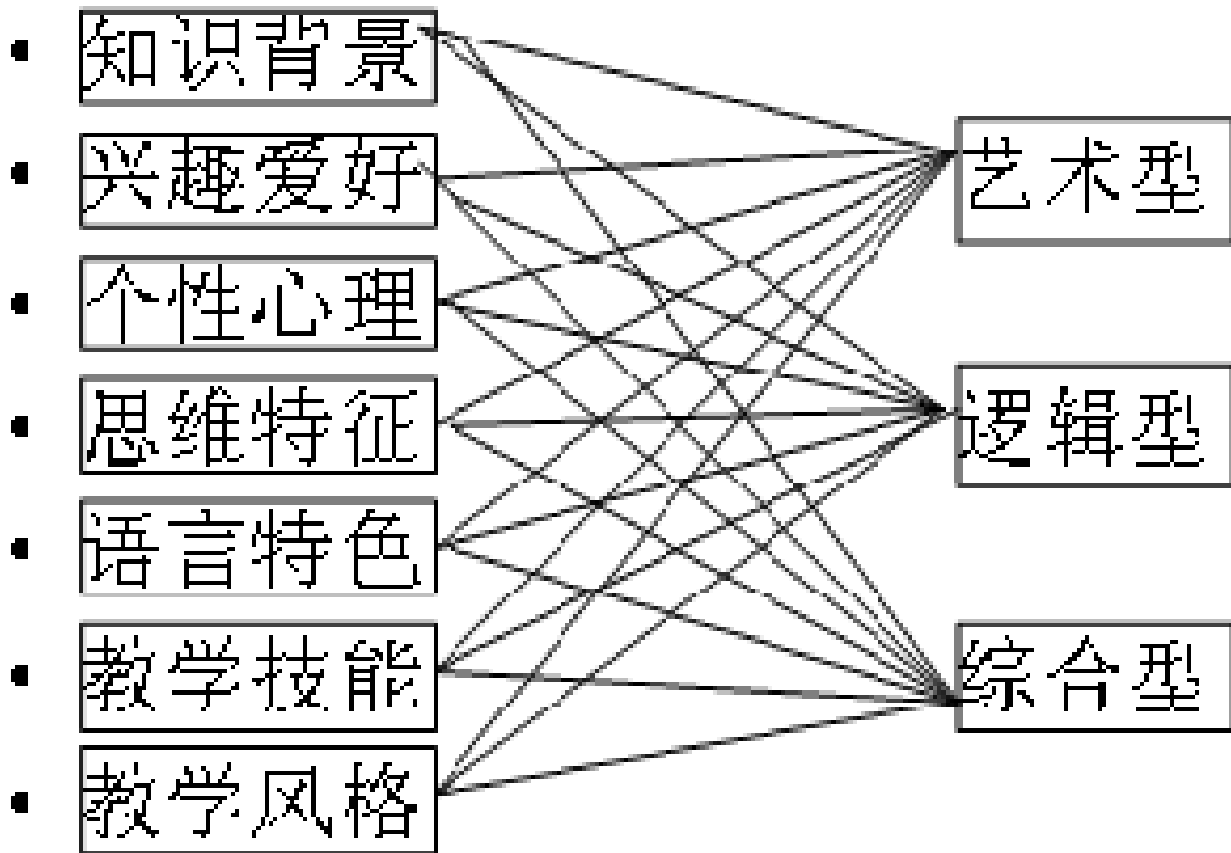 知识背景
兴趣爱好
个性心理
思维特征
语言特色
教学技能
教学风格
艺术型
逻辑型
综合型